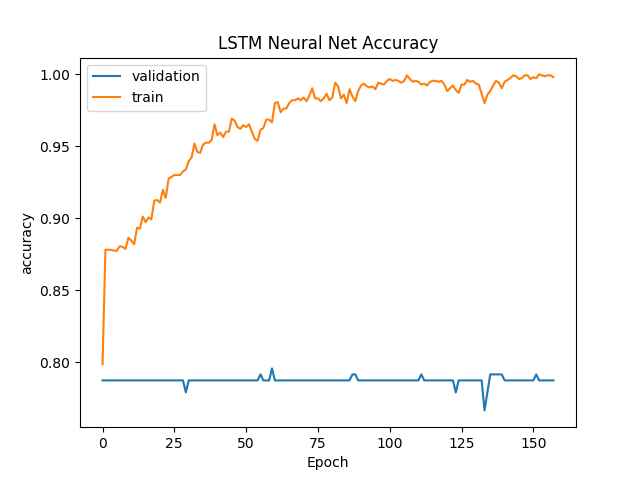 LSTM Neural Net Accuracy
validation
train
1.00
0.95
0.90
0.85
0.80
accuracy
0 25 50 75 100 125 150
Epoch